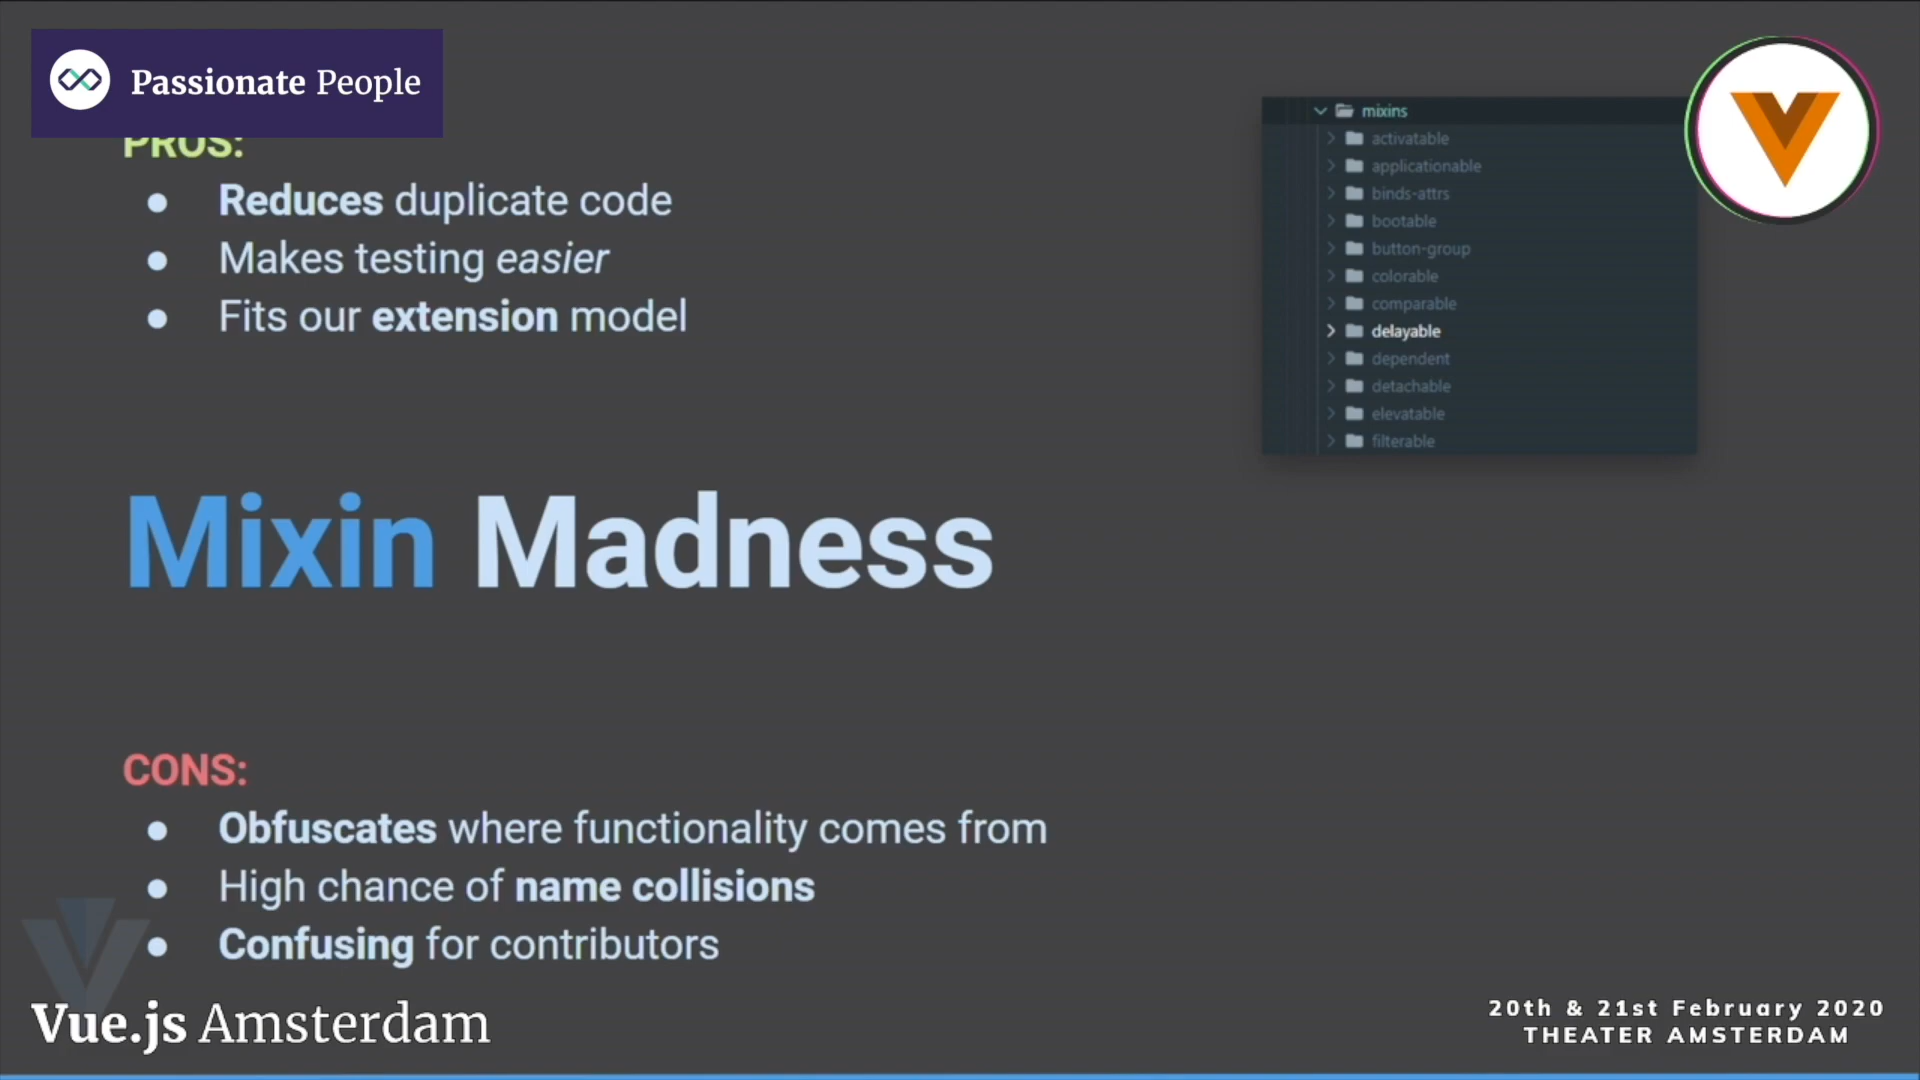 Passionate People
PROS:
Reduces duplicate code
Makes testing easier
Fits our extension model
mixins
activatable
applicationable
binds-attrs
bootable
button-group
colorable
comparable
delayable
dependent
detachable
elevatable
filterable
Mixin Madness
CONS:
Obfuscates where functionality comes from
High chance of name collisions
Confusing for contributors
Vue.js Amsterdam
20th & 21st February 2020
THEATER AMSTERDAM